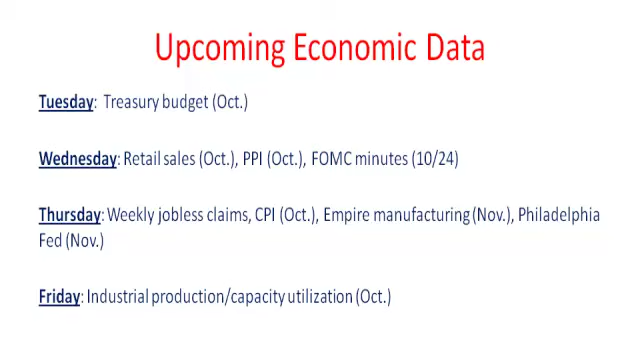 Upcoming Economic Data
Tuesday: Treasury budget (Oct.)
Wednesday: Retail sales (Oct.), PPI (Oct.), FOMC minutes (10/24)
Thursday: Weekly jobless claims, CPI (Oct.), Empire manufacturing (Nov.), Philadelphia
Fed (Nov.)
Friday: Industrial production/capacity utilization (Oct.)